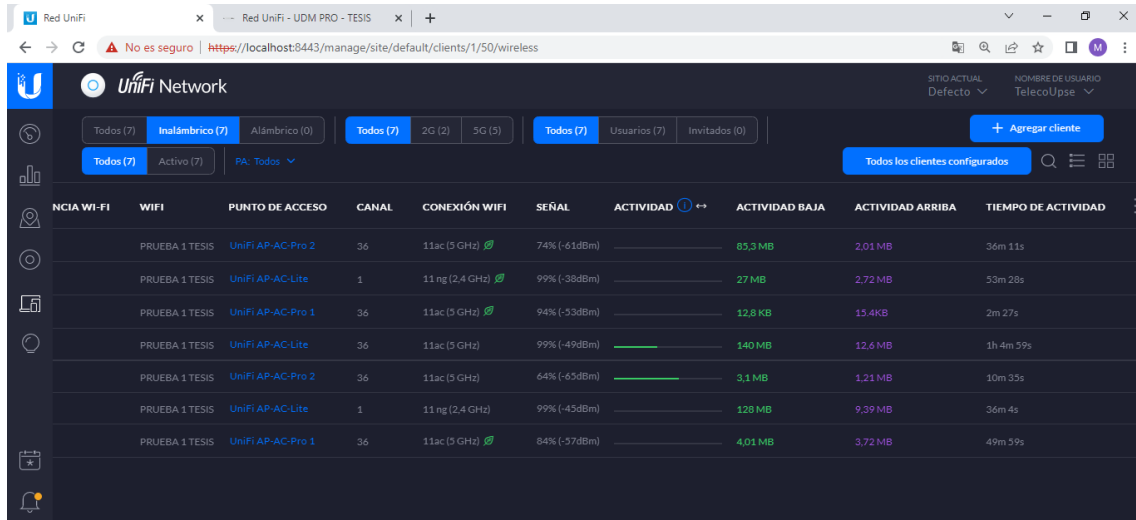 Red UniFi
Red UniFi - UDM PRO - TESIS
No es seguro | https://localhost:8443/manage/site/default/clients/1/50/wireless
M
UniFi Network
SITIO ACTUAL
Defecto
NOMBRE DE USUARIO
TelecoUpse
Todos (7) Inalámbrico (7) Alámbrico (0) Todos (7) 2G (2) 5G (5) Todos (7) Usuarios (7) Invitados (0) + Agregar cliente
Todos (7) Activo (7) PA: Todos Todos los clientes configurados
NCIA WI-FI WIFI PUNTO DE ACCESO CANAL CONEXIÓN WIFI SEÑAL ACTIVIDAD ACTIVIDAD BAJA ACTIVIDAD ARRIBA TIEMPO DE ACTIVIDAD
PRUEBA 1 TESIS UniFi AP-AC-Pro 2 36 11ac (5 GHz) 74% (-61dBm) 85,3 MB 2,01 MB 36m 11s
PRUEBA 1 TESIS UniFi AP-AC-Lite 1 11 ng (2,4 GHz) 99% (-38dBm) 27 MB 2,72 MB 53m 28s
PRUEBA 1 TESIS UniFi AP-AC-Pro 1 36 11ac (5 GHz) 94% (-53dBm) 12,8 KB 15.4KB 2m 27s
PRUEBA 1 TESIS UniFi AP-AC-Lite 36 11ac (5 GHz) 99% (-49dBm) 140 MB 12,6 MB 1h 4m 59s
PRUEBA 1 TESIS UniFi AP-AC-Pro 2 36 11ac (5 GHz) 64% (-65dBm) 3,1 MB 1,21 MB 10m 35s
PRUEBA 1 TESIS UniFi AP-AC-Lite 1 11 ng (2,4 GHz) 99% (-45dBm) 128 MB 9,39 MB 36m 4s
PRUEBA 1 TESIS UniFi AP-AC-Pro 1 36 11ac (5 GHz) 84% (-57dBm) 4,01 MB 3,72 MB 49m 59s